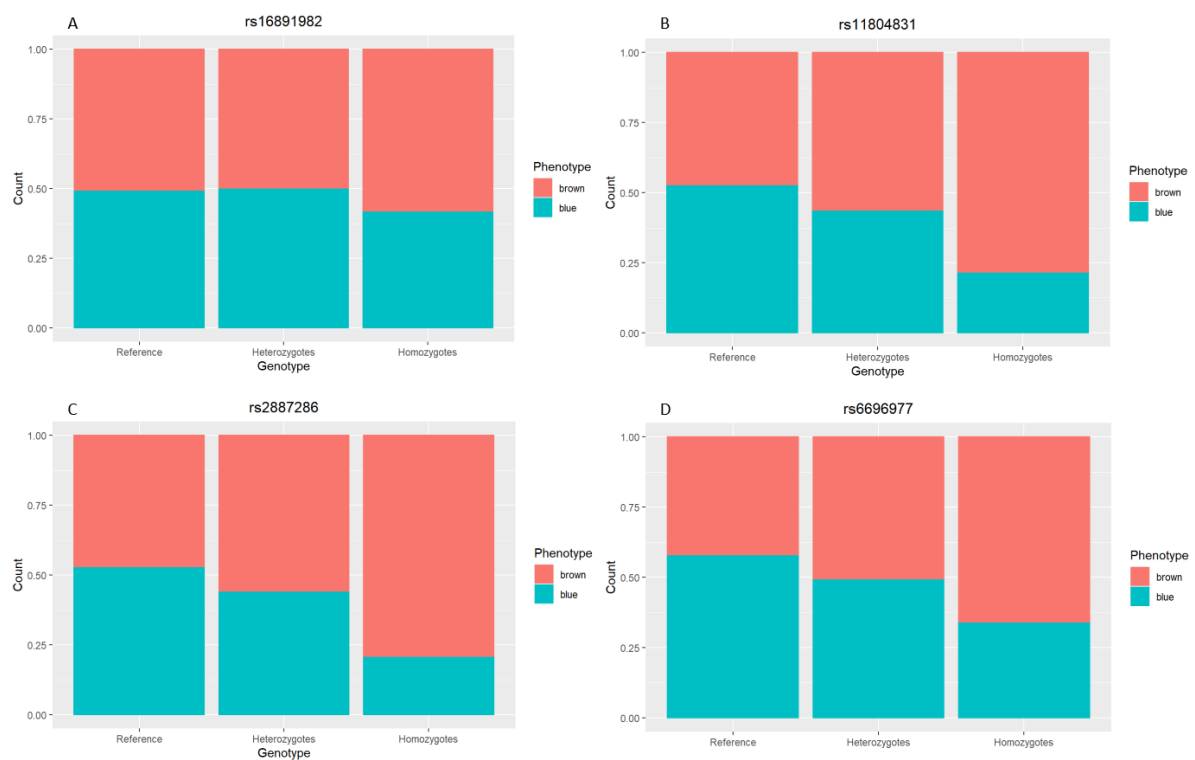 A
rs16891982
1.00
0.75
0.50
0.25
0.00
Count
Reference
Heterozygotes
Homozygotes
Genotype
Phenotype
brown
blue
B
rs11804831
1.00
0.75
0.50
0.25
0.00
Count
Reference
Heterozygotes
Homozygotes
Genotype
Phenotype
brown
blue
C
rs2887286
1.00
0.75
0.50
0.25
0.00
Count
Reference
Heterozygotes
Homozygotes
Genotype
Phenotype
brown
blue
D
rs6696977
1.00
0.75
0.50
0.25
0.00
Count
Reference
Heterozygotes
Homozygotes
Phenotype
brown
blue